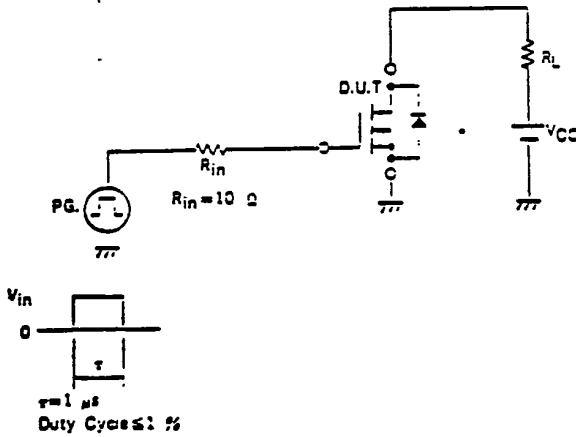 D.U.T
RL
VCC
Rin
Rin=10 Ω
PG.
Vin
0
τ
τ=1 μs
Duty Cycle≤1 %